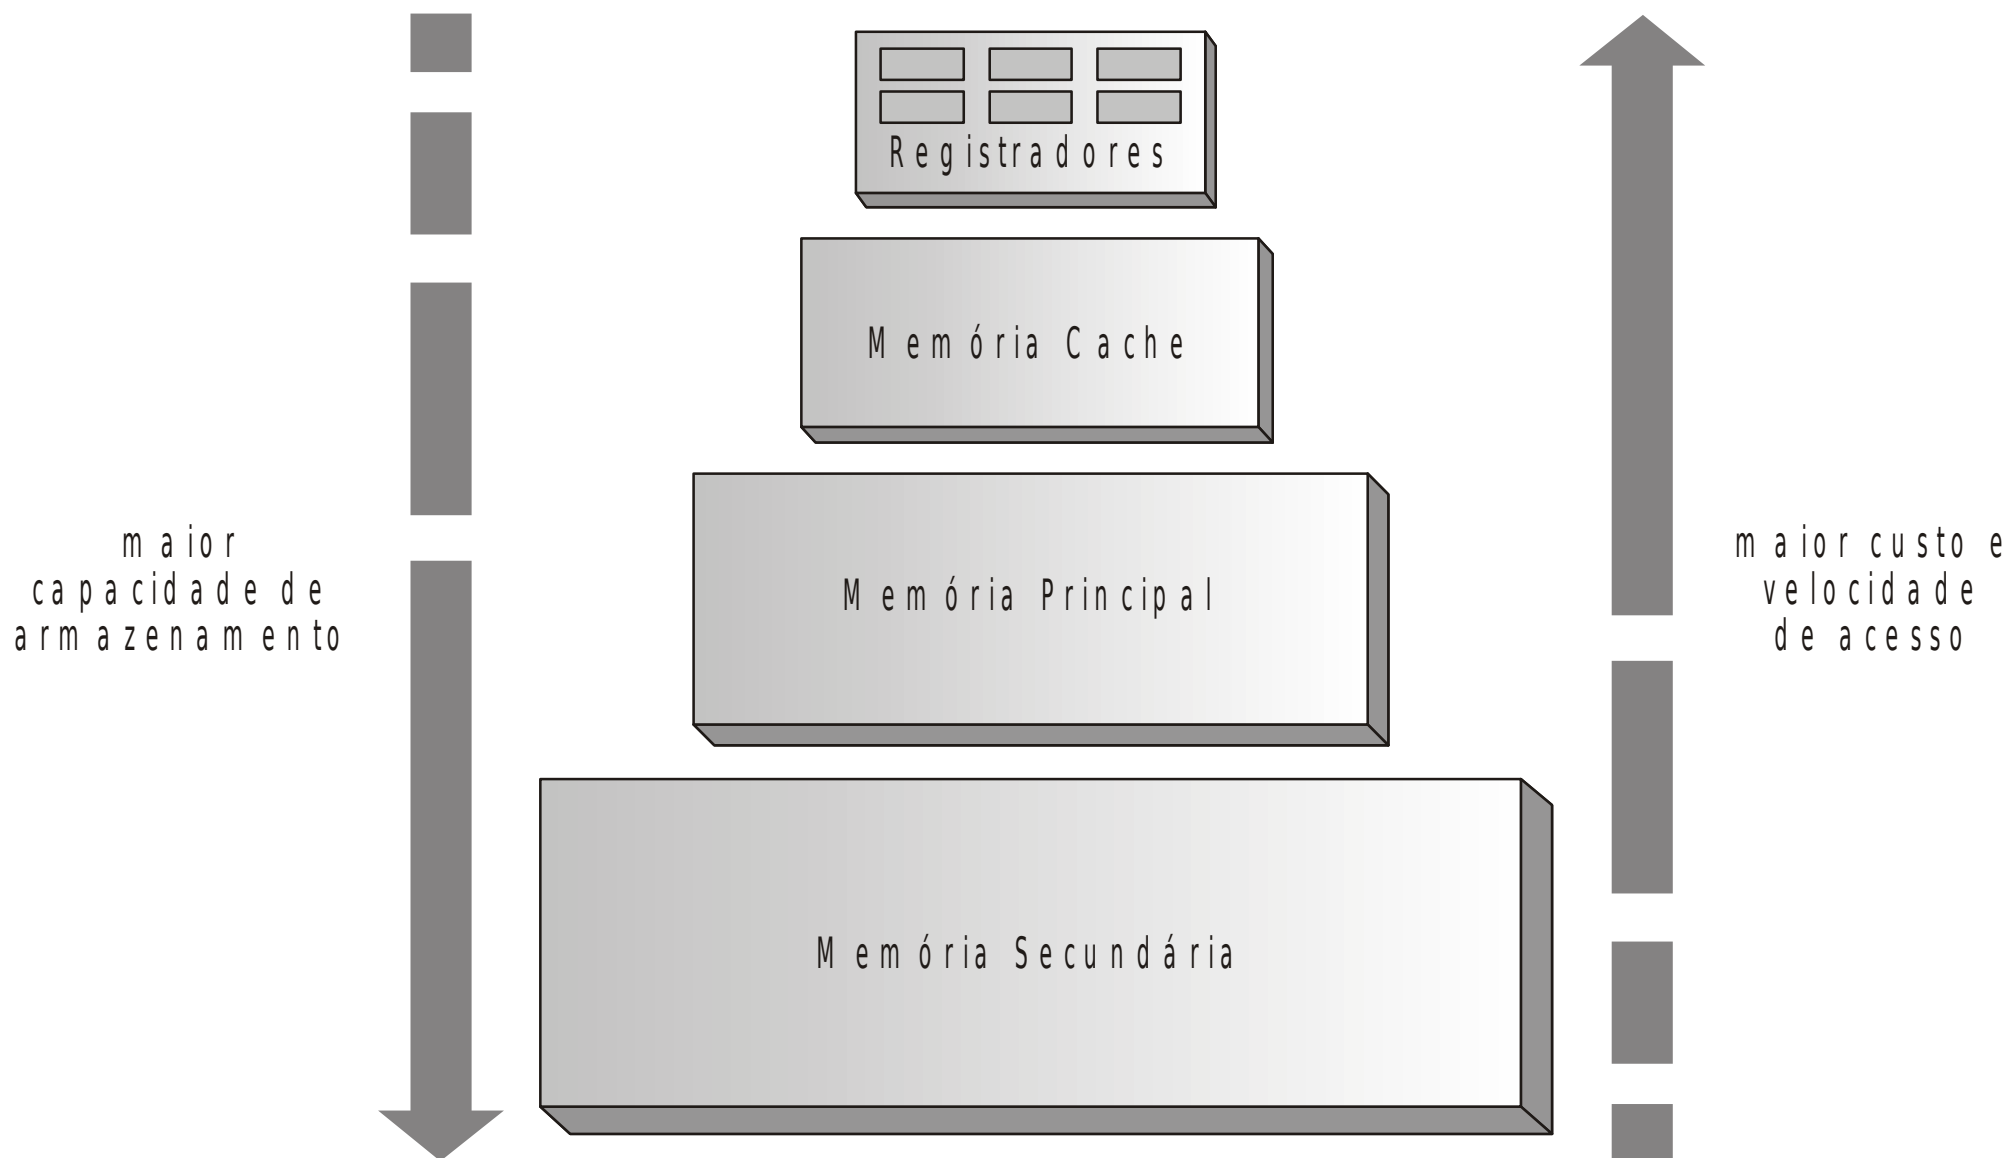 Registradores
Memória Cache
maior
capacidade de
armazenamento
Memória Principal
maior custo e
velocidade
de acesso
Memória Secundária